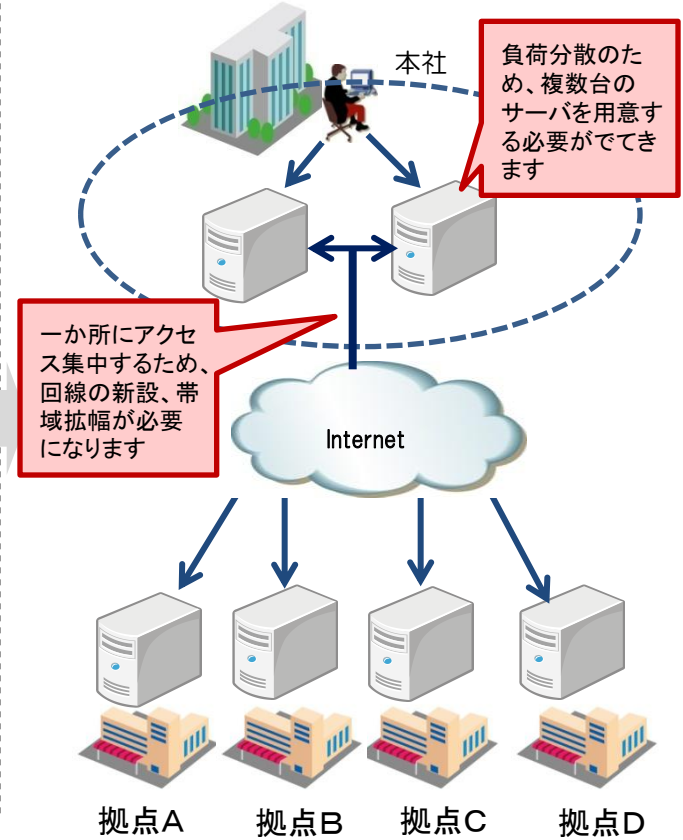 本社
負荷分散のた
め、複数台の
サーバを用意す
る必要がでてき
ます
一か所にアクセ
ス集中するため、
回線の新設、帯
域拡幅が必要
になります
Internet
拠点A
拠点B
拠点C
拠点D